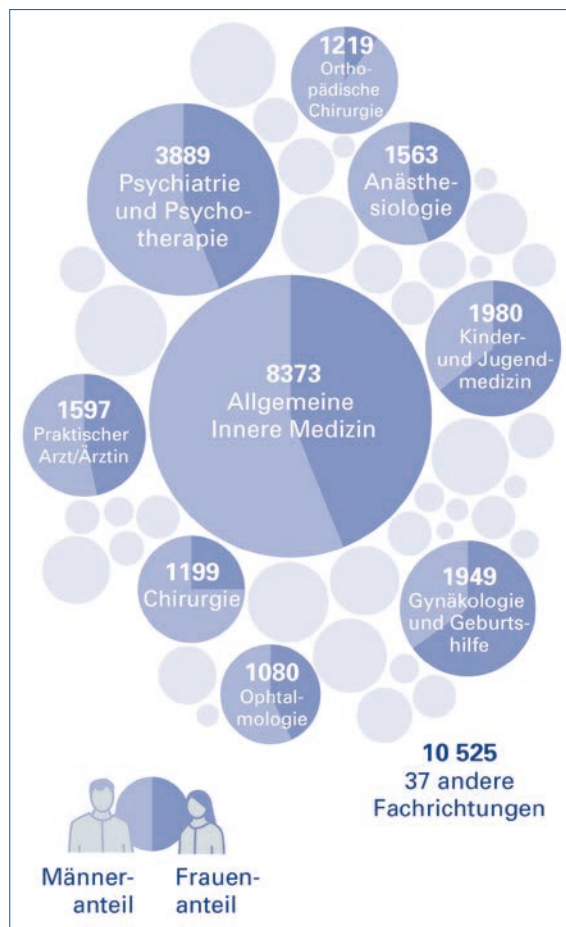 1219
Ortho-
pädische
Chirurgie
3889
Psychiatrie
und Psycho-
therapie
1563
Anästhe-
siologie
1980
Kinder-
und Jugend-
medizin
8373
Allgemeine
Innere Medizin
1597
Praktischer
Arzt/Ärztin
1199
Chirurgie
1949
Gynäkologie
und Geburts-
hilfe
1080
Ophtal-
mologie
10 525
37 andere
Fachrichtungen
Männer-
anteil
Frauen-
anteil